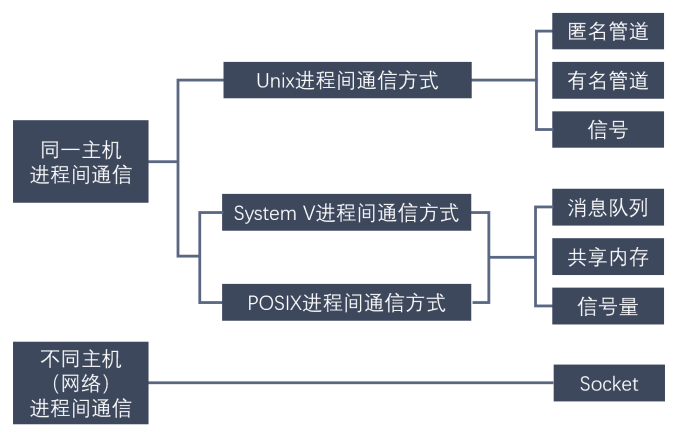 同一主机
进程间通信
Unix进程间通信方式
匿名管道
有名管道
信号
System V进程间通信方式
POSIX进程间通信方式
消息队列
共享内存
信号量
不同主机
（网络）
进程间通信
Socket